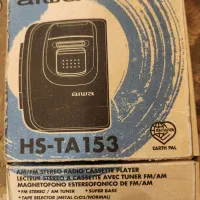 aiwa
aiwa
HS-TA153
EARTH PAL
AM/FM STEREO RADIO CASSETTE PLAYER
LECTEUR STEREO A CASSETTE AVEC TUNER FM/AM
MAGNETOFONO ESTEREOFONICO DE FM/AM
*FM STEREO / AM TUNER * SUPER BASS
*TAPE SELECTOR (METAL CrO2/NORMAL)